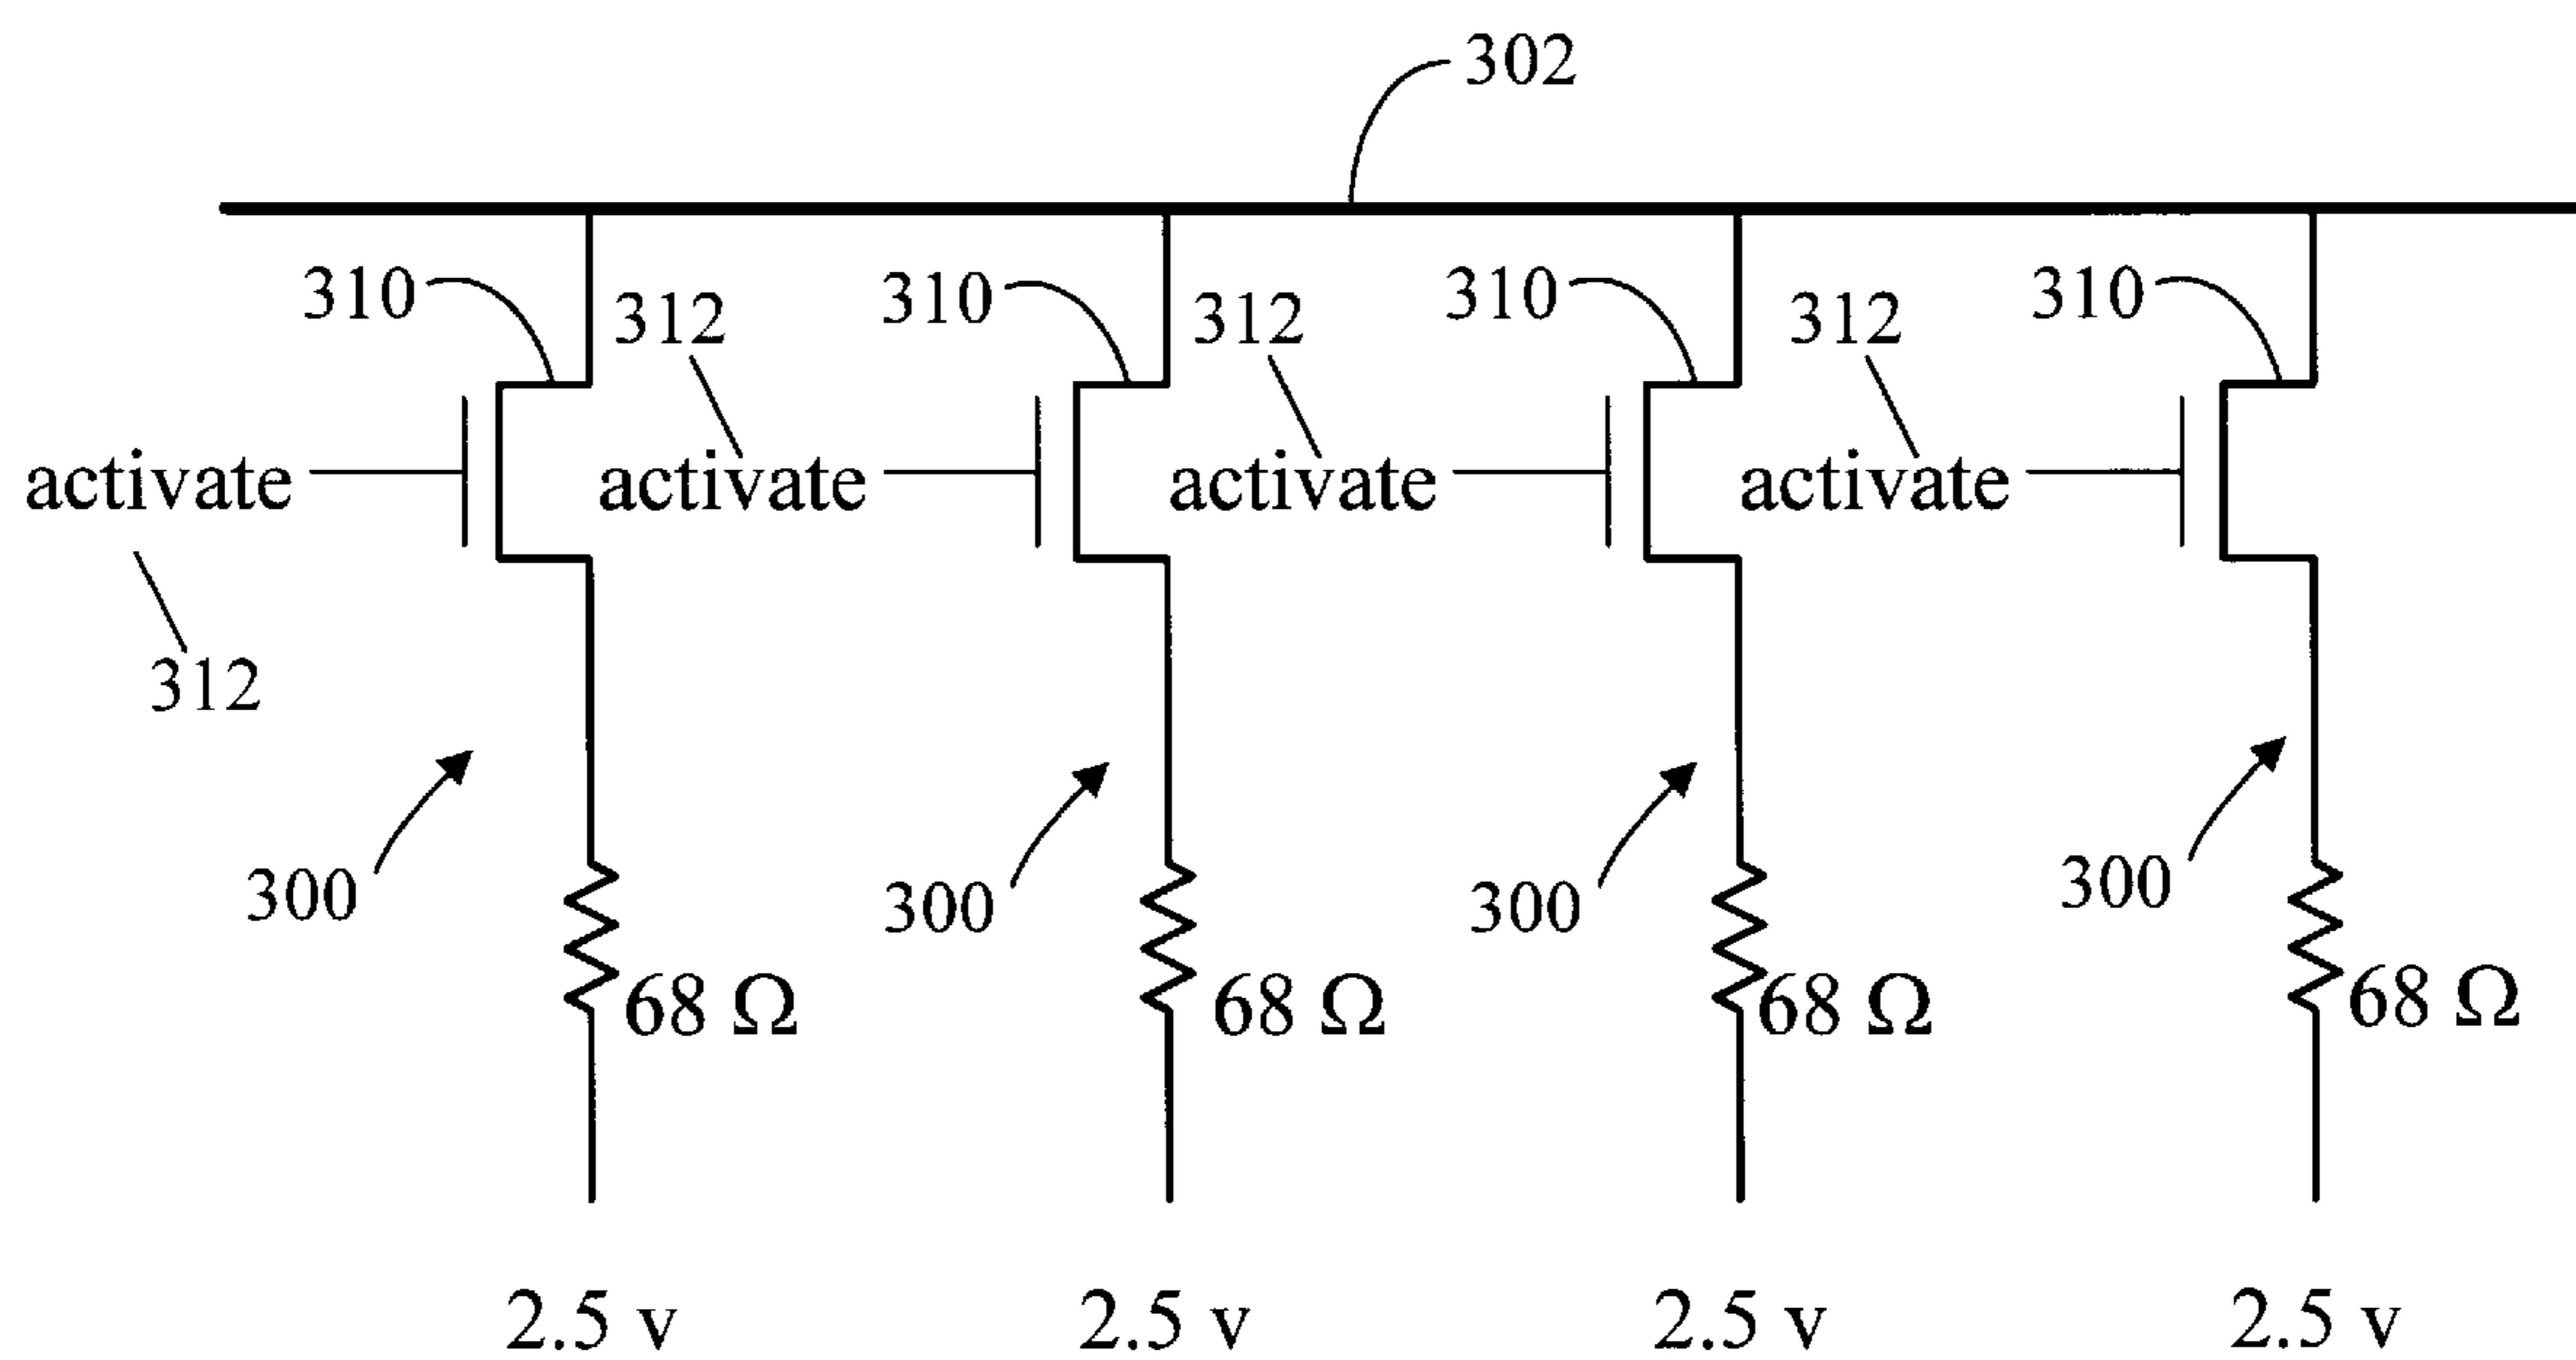 302
310 312 310 312 310 312 310
activate activate activate activate
312
300 300 300 300
68 Ω 68 Ω 68 Ω 68 Ω
2.5 v 2.5 v 2.5 v 2.5 v